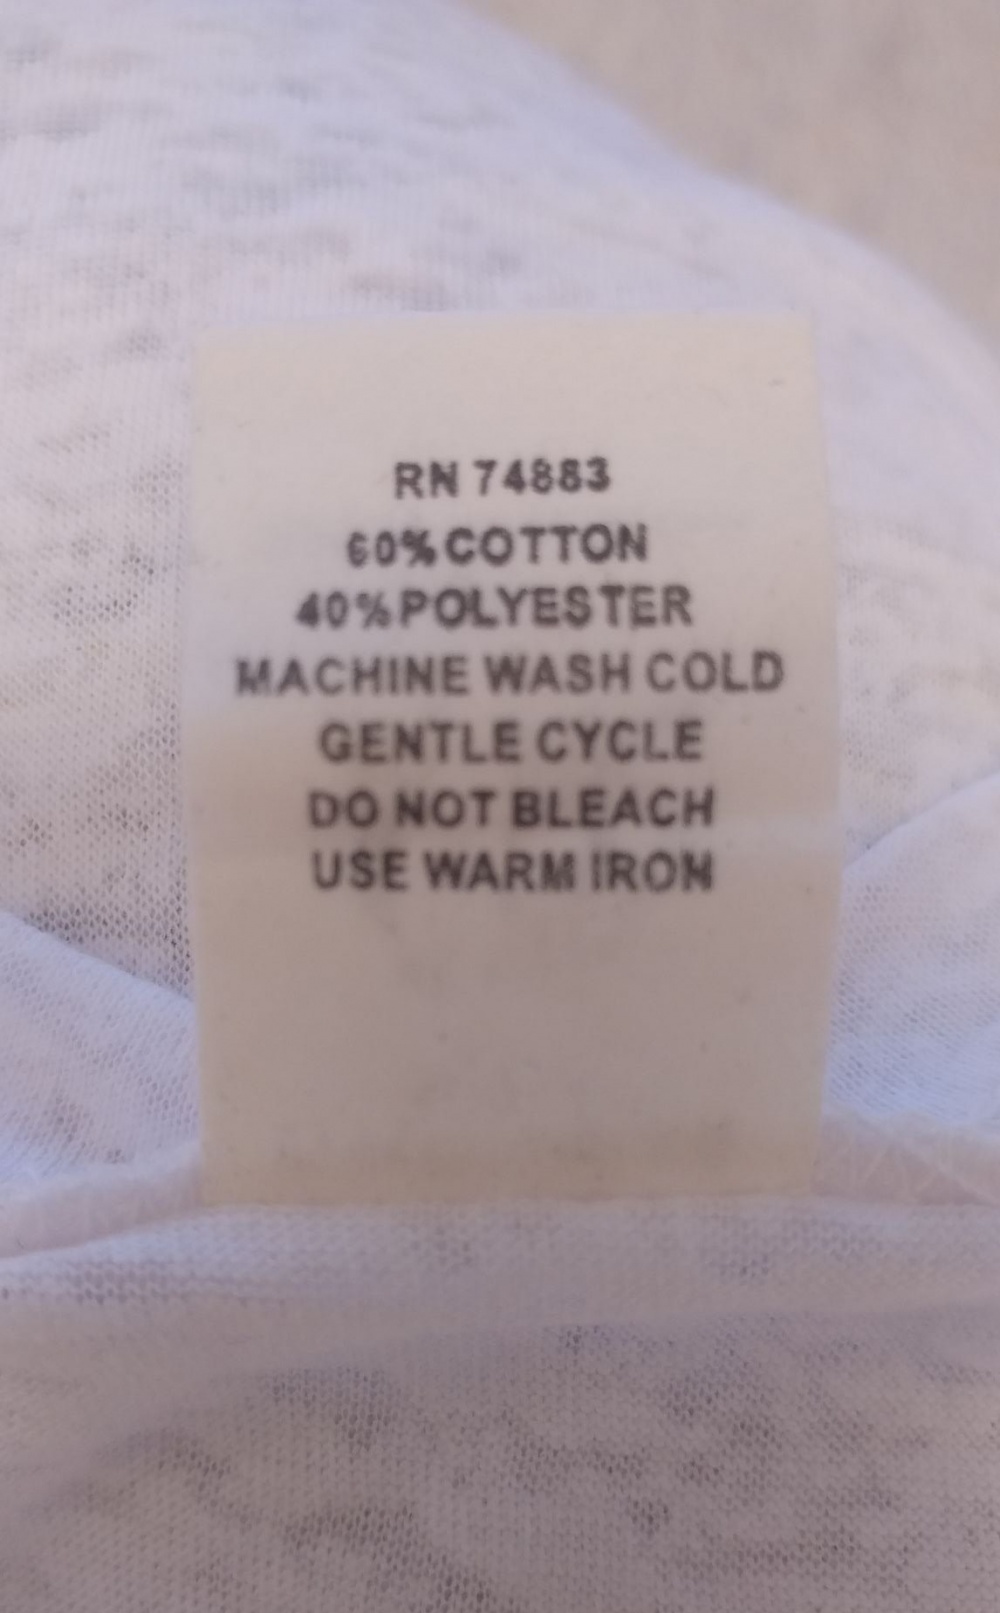 RN 74883
60% COTTON
40% POLYESTER
MACHINE WASH COLD
GENTLE CYCLE
DO NOT BLEACH
USE WARM IRON